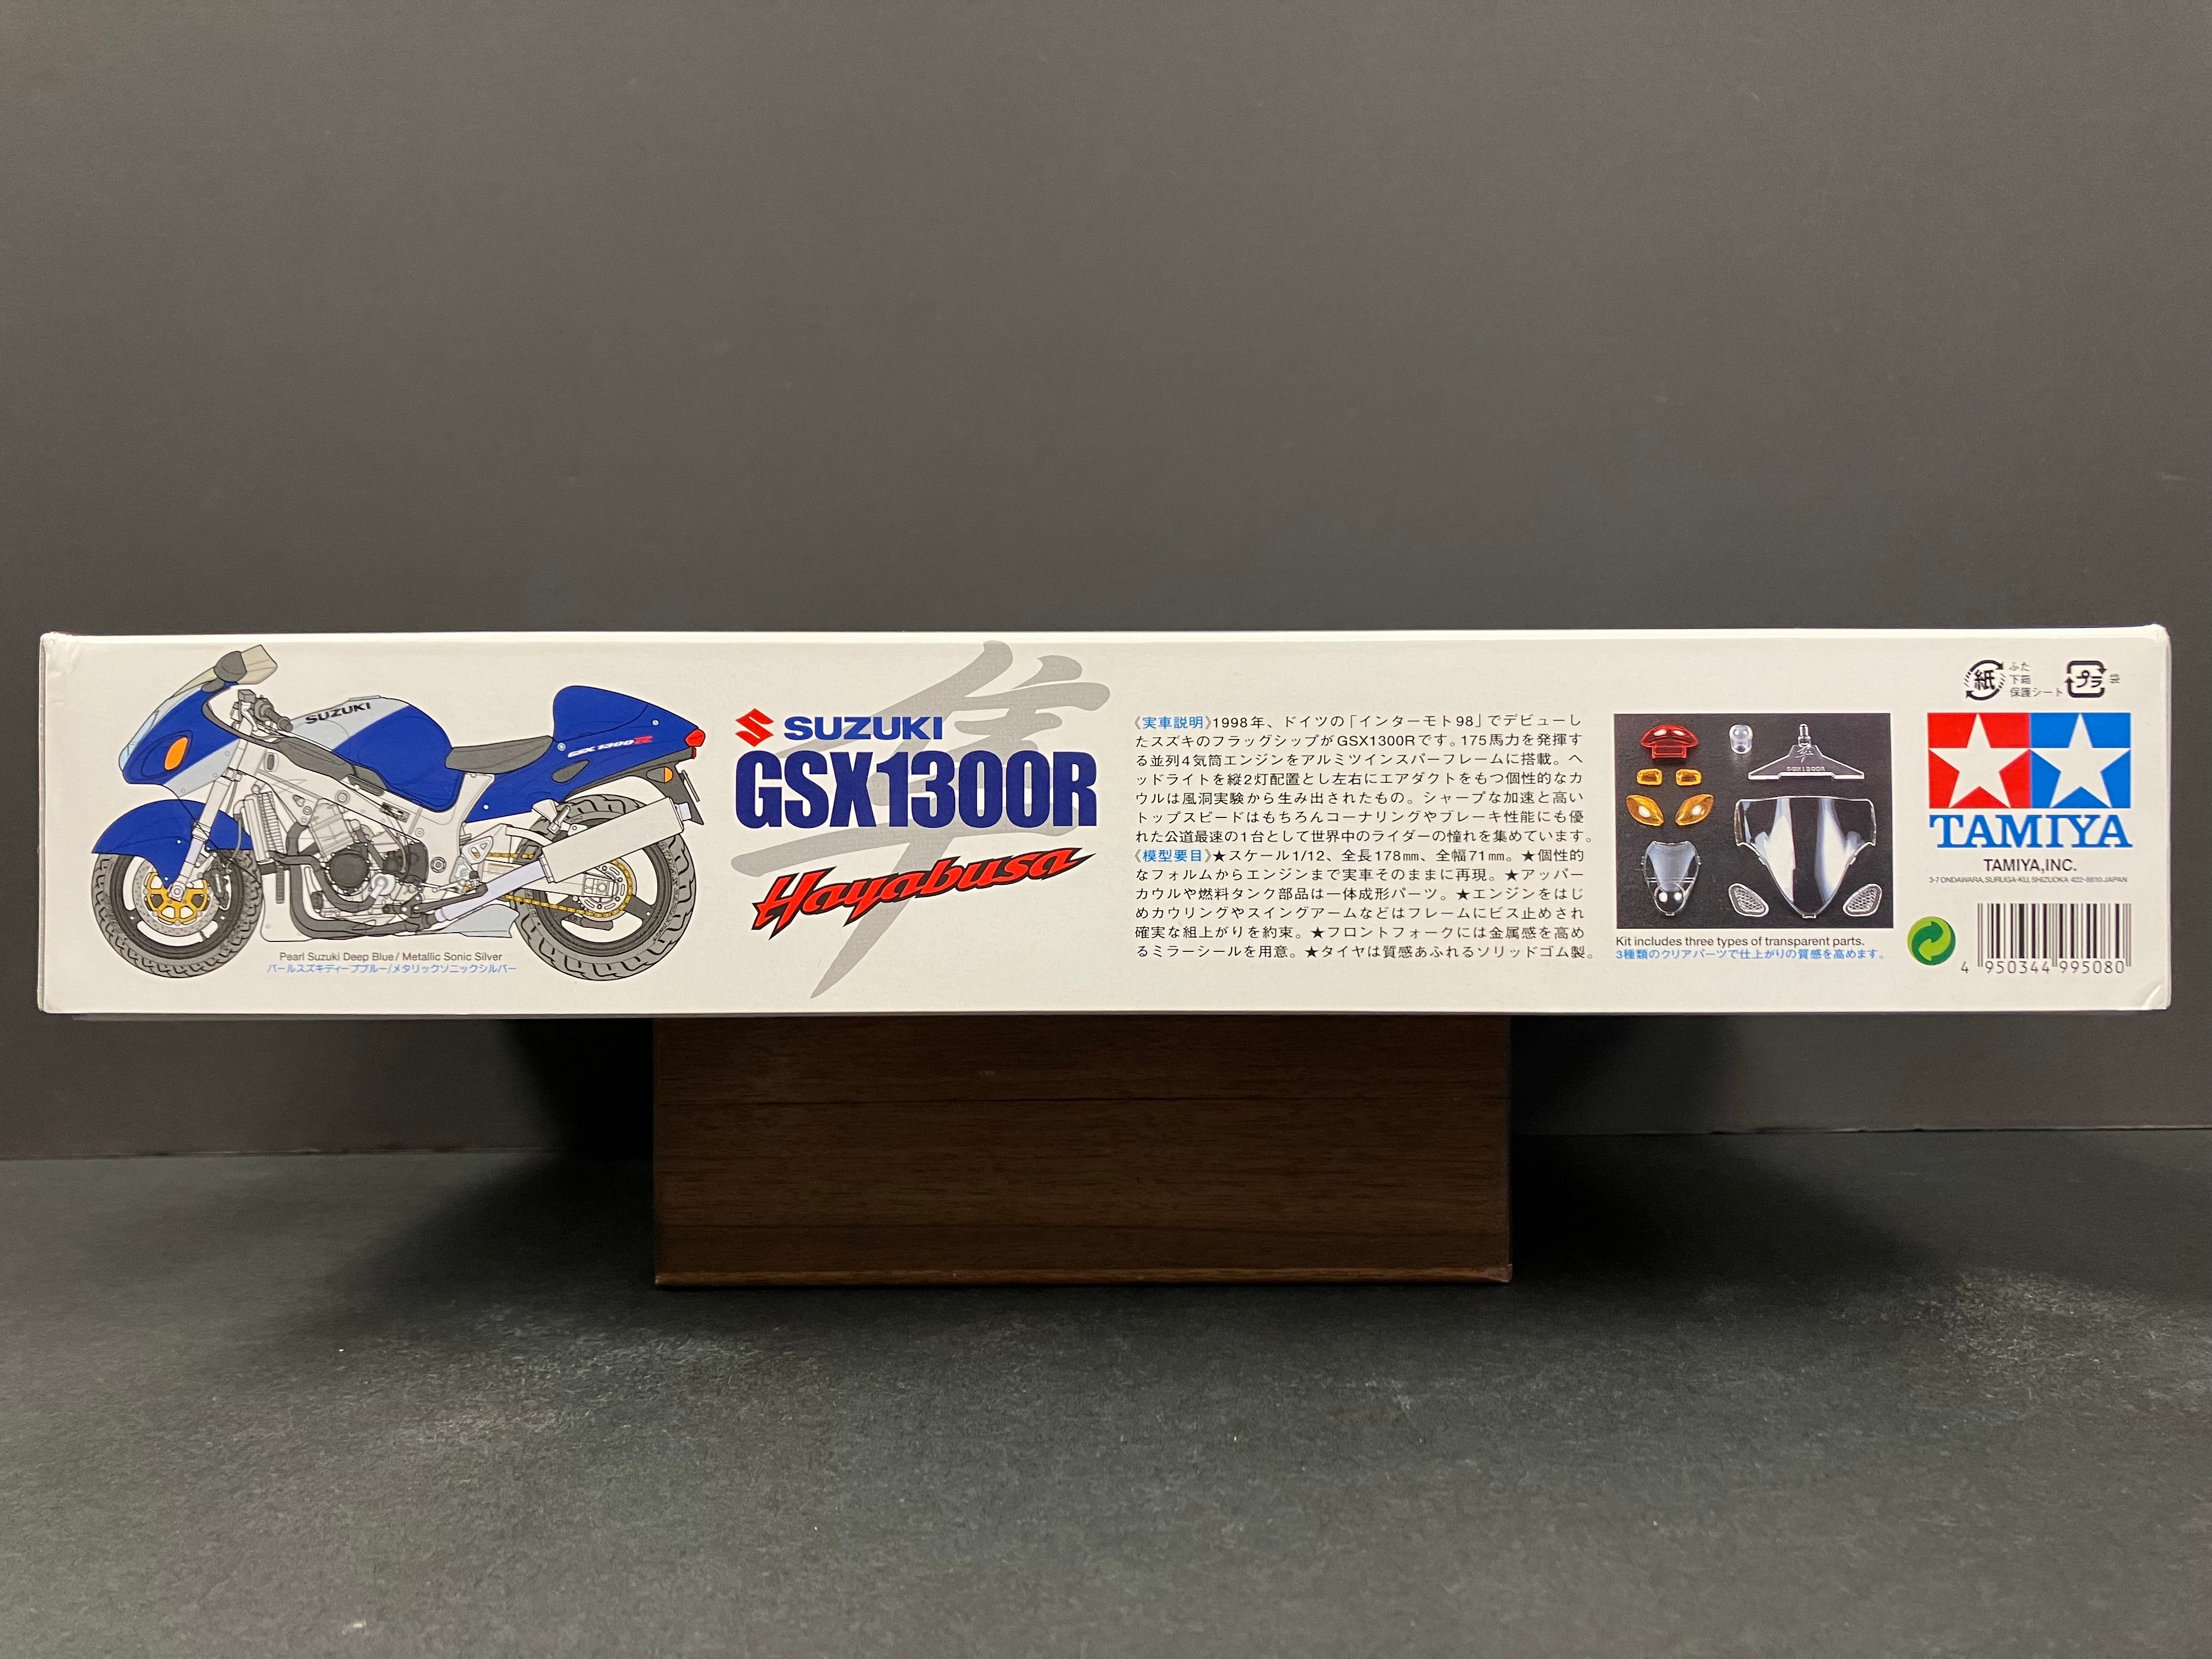 SUZUKI
GSX 1300R
Pearl Suzuki Deep Blue / Metallic Sonic Silver
パールスズキディープブルー/メタリックソニックシルバー
隼
SUZUKI
GSX1300R
Hayabusa
《実車説明》1998年、ドイツの「インターモト98」でデビューし
たスズキのフラッグシップがGSX1300Rです。175馬力を発揮す
る並列4気筒エンジンをアルミツインスパーフレームに搭載。ヘ
ッドライトを縦2灯配置とし左右にエアダクトをもつ個性的なカ
ウルは風洞実験から生み出されたもの。シャープな加速と高い
トップスピードはもちろんコーナリングやブレーキ性能にも優
れた公道最速の1台として世界中のライダーの憧れを集めています。
《模型要目》★スケール1/12、全長178㎜、全幅71㎜。★個性的
なフォルムからエンジンまで実車そのままに再現。★アッパー
カウルや燃料タンク部品は一体成形パーツ。★エンジンをはじ
めカウリングやスイングアームなどはフレームにビス止めされ
確実な組上がりを約束。★フロントフォークには金属感を高め
るミラーシールを用意。★タイヤは質感あふれるソリッドゴム製。
隼
GSX1300R
Kit includes three types of transparent parts.
3種類のクリアパーツで仕上がりの質感を高めます。
紙
ふた
下箱
保護シート
プラ
袋
TAMIYA
TAMIYA,INC.
3-7 ONDAWARA, SURUGA-KU, SHIZUOKA 422-8610 JAPAN
4 950344 995080